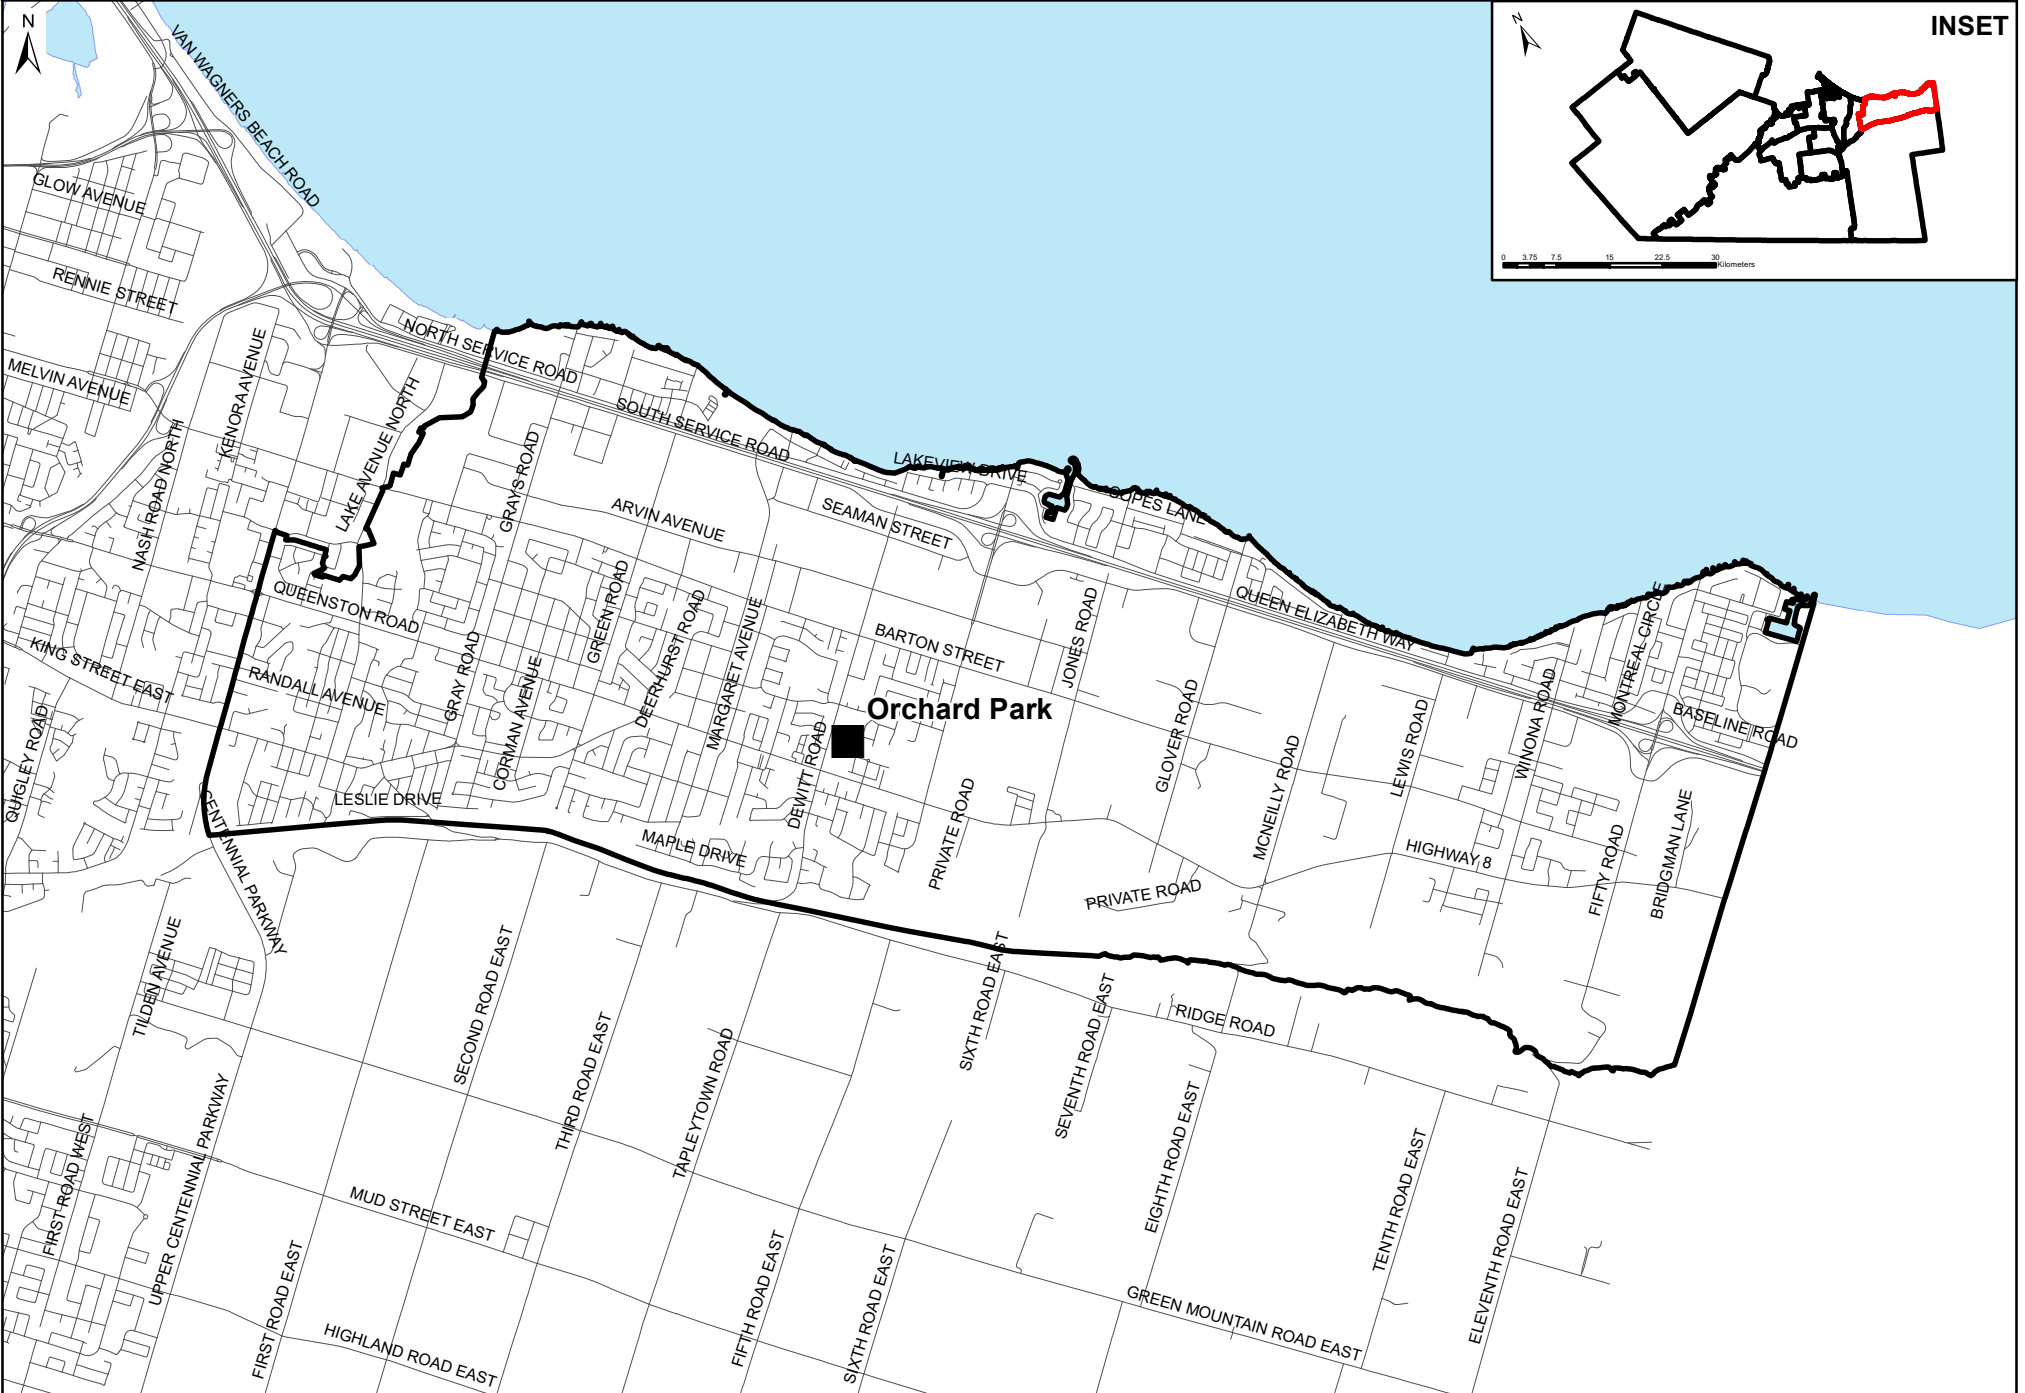 N
N
INSET
0 3.75 7.5 15 22.5 30
Kilometers
VAN WAGNERS BEACH ROAD
GLOW AVENUE
RENNIE STREET
MELVIN AVENUE
KENORA AVENUE
NORTH SERVICE ROAD
LAKE AVENUE NORTH
NASH ROAD NORTH
SOUTH SERVICE ROAD
GRAYS ROAD
LAKEVIEW DRIVE
COPES LANE
ARVIN AVENUE
SEAMAN STREET
QUEENSTON ROAD
GREEN ROAD
DEERHURST ROAD
MARGARET AVENUE
BARTON STREET
JONES ROAD
QUEEN ELIZABETH WAY
MONTREAL CIRCLE
KING STREET EAST
RANDALL AVENUE
GRAY ROAD
CORMAN AVENUE
Orchard Park
DEWITT ROAD
GLOVER ROAD
LEWIS ROAD
WINONA ROAD
BASELINE ROAD
QUIGLEY ROAD
CENTENNIAL PARKWAY
LESLIE DRIVE
MAPLE DRIVE
PRIVATE ROAD
MCNEILLY ROAD
HIGHWAY 8
FIFTY ROAD
BRIDGMAN LANE
PRIVATE ROAD
TILDEN AVENUE
SECOND ROAD EAST
THIRD ROAD EAST
TAPLEYTOWN ROAD
SIXTH ROAD EAST
SEVENTH ROAD EAST
RIDGE ROAD
FIRST ROAD WEST
UPPER CENTENNIAL PARKWAY
MUD STREET EAST
EIGHTH ROAD EAST
TENTH ROAD EAST
ELEVENTH ROAD EAST
FIRST ROAD EAST
HIGHLAND ROAD EAST
FIFTH ROAD EAST
SIXTH ROAD EAST
GREEN MOUNTAIN ROAD EAST